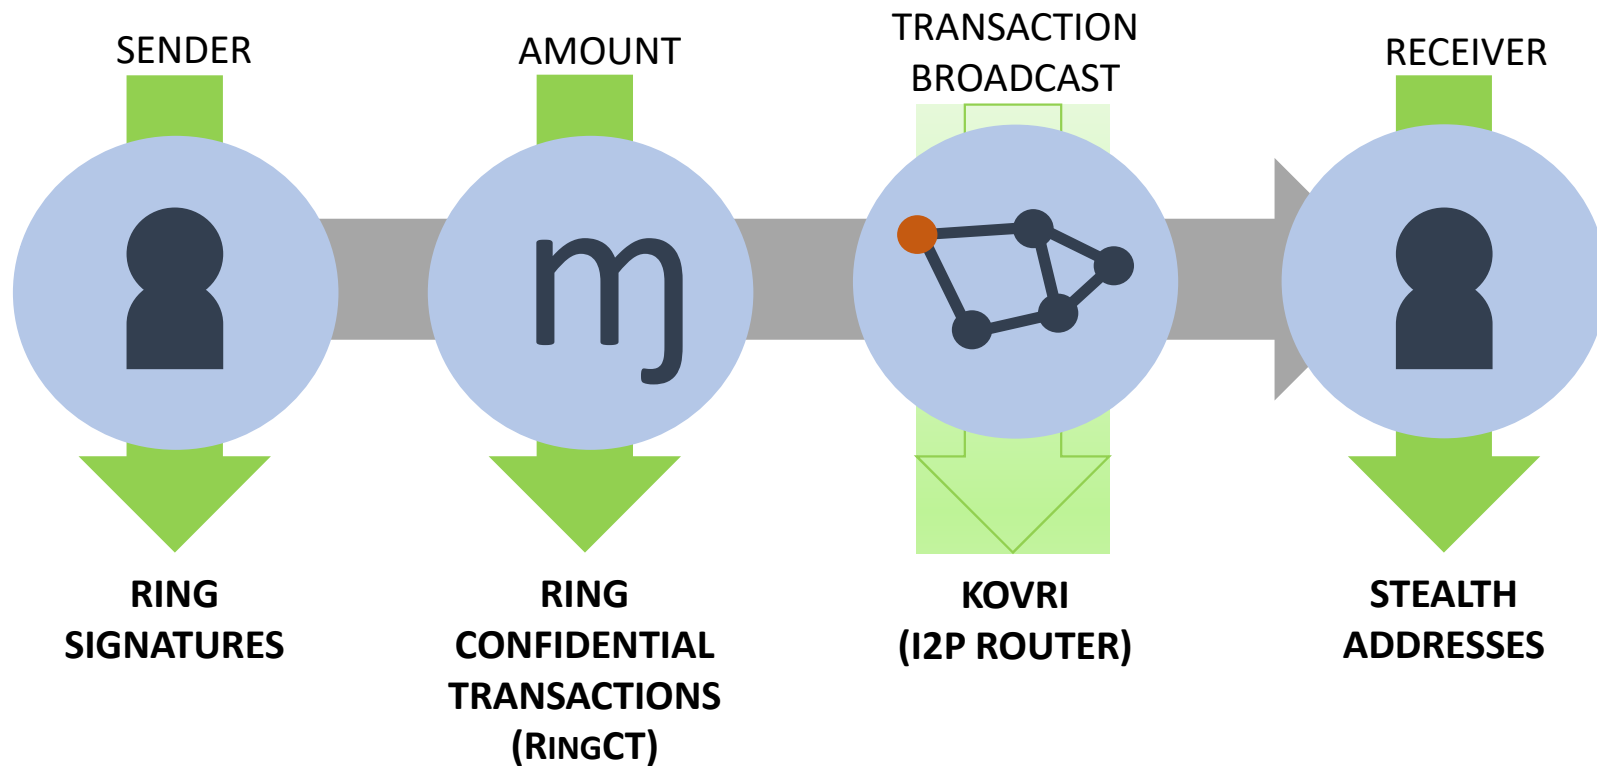 SENDER
AMOUNT
TRANSACTION
BROADCAST
RECEIVER
ɱ
RING
SIGNATURES
RING
CONFIDENTIAL
TRANSACTIONS
(RINGCT)
KOVRI
(I2P ROUTER)
STEALTH
ADDRESSES